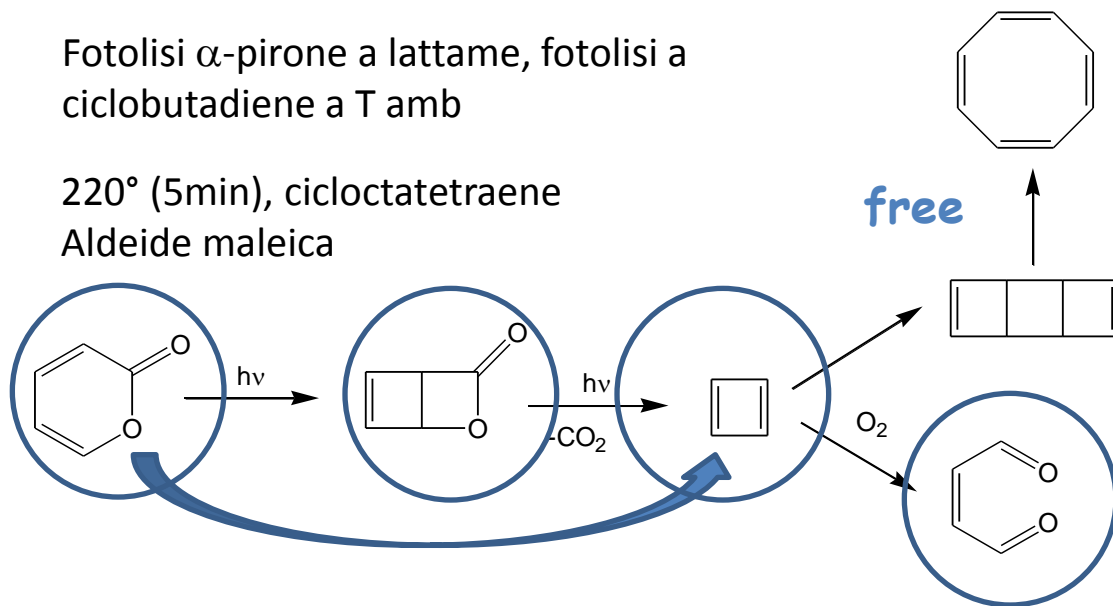 Fotolisi α-pirone a lattame, fotolisi a
ciclobutadiene a T amb
220° (5min), cicloctatetraene
Aldeide maleica
free
O
O
hν
O
O
hν
-CO2
O2
O
O